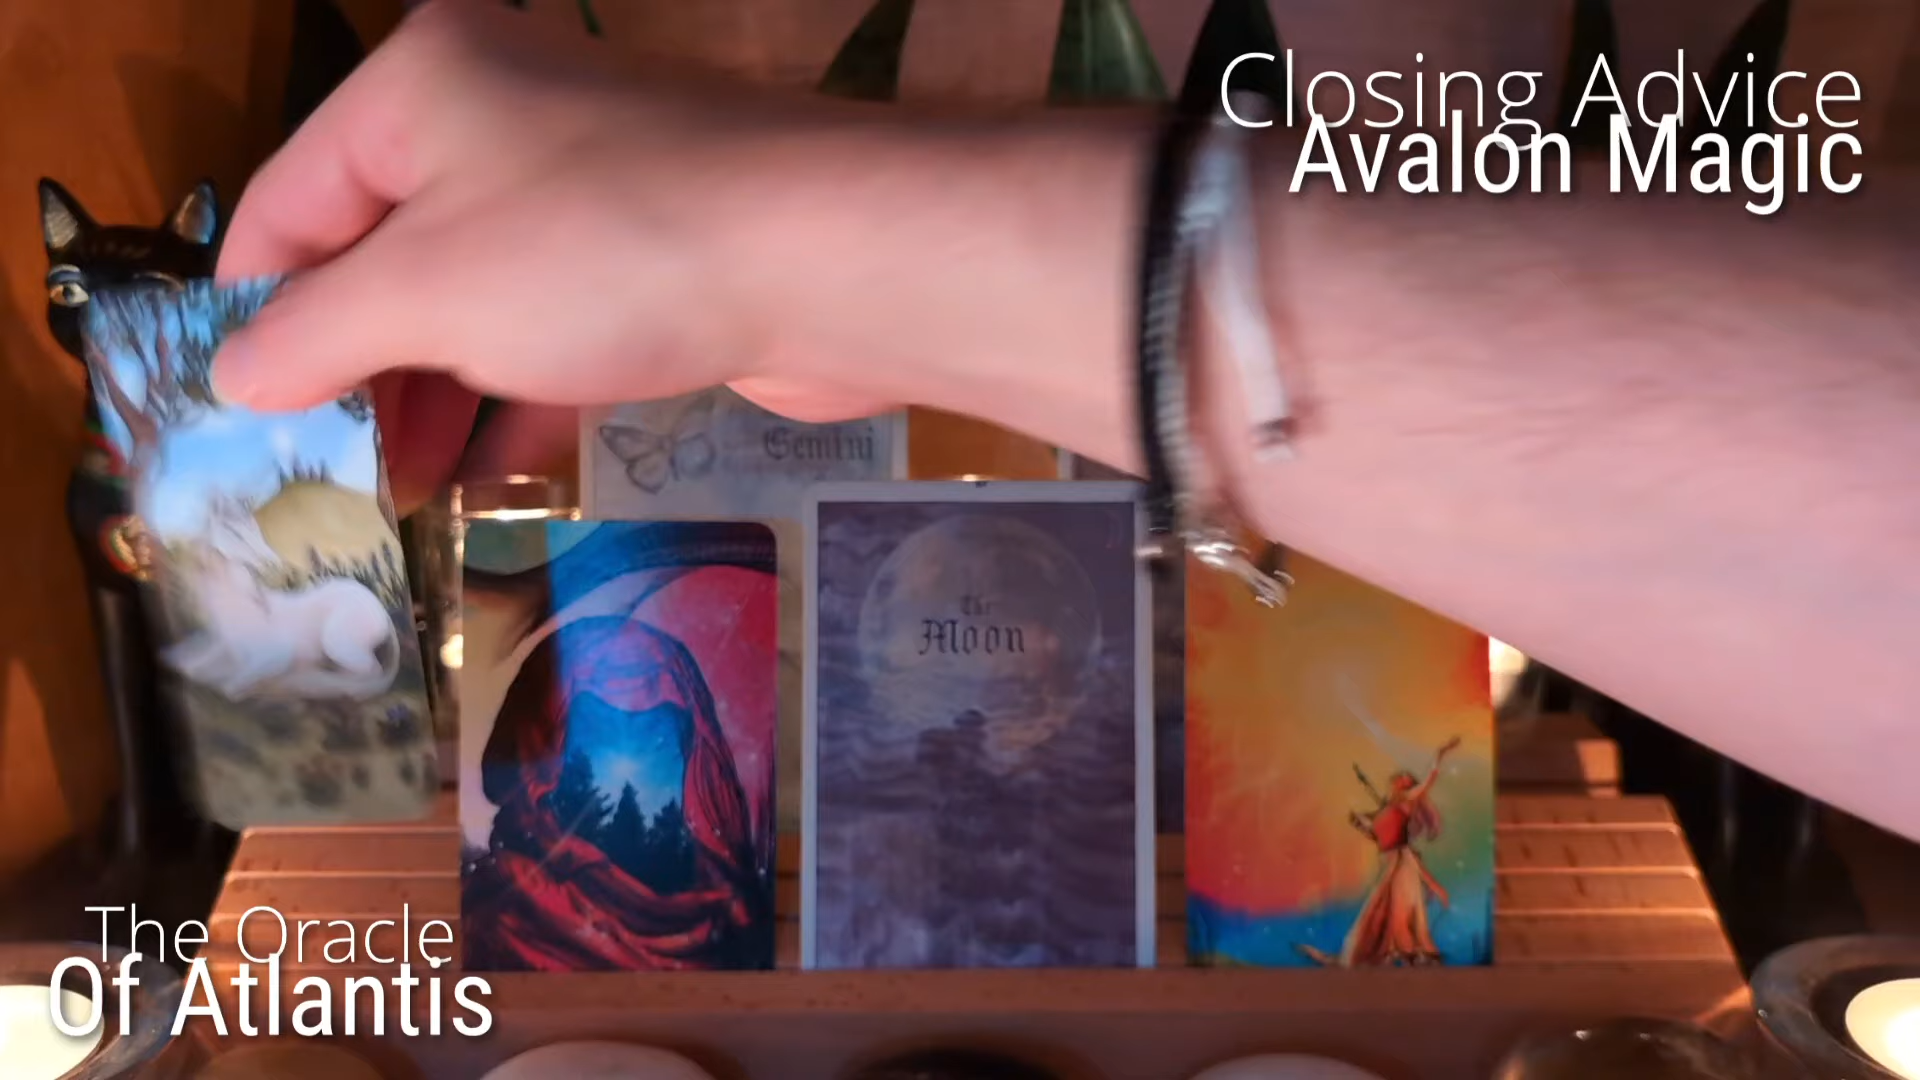 Closing Advice
Avalon Magic
Gemini
The
Moon
The Oracle
Of Atlantis